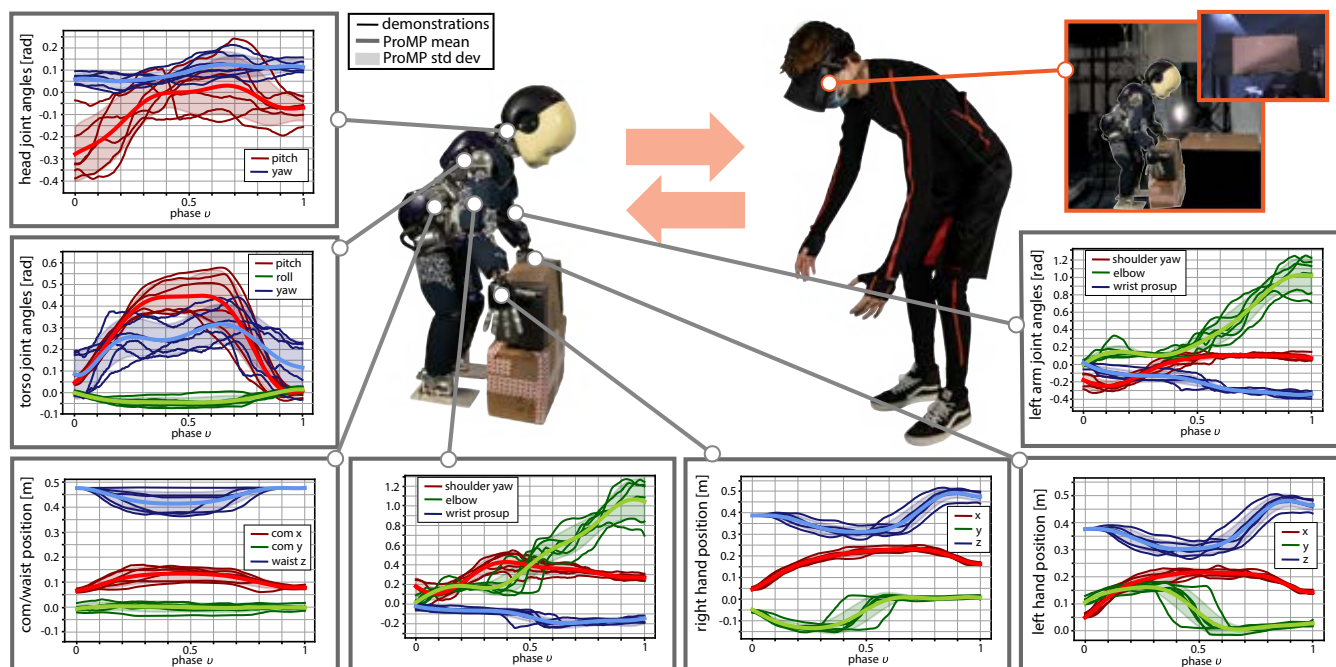 demonstrations
ProMP mean
ProMP std dev
head joint angles [rad]
0.2
0.1
0.0
-0.1
-0.2
-0.3
-0.4
pitch
yaw
0
0.5
1
phase υ
torso joint angles [rad]
0.6
0.5
0.4
0.3
0.2
0.1
0.0
-0.1
pitch
roll
yaw
0
0.5
1
phase υ
left arm joint angles [rad]
1.2
1.0
0.8
0.6
0.4
0.2
0.0
-0.2
-0.4
shoulder yaw
elbow
wrist prosup
0
0.5
1
phase υ
com/waist position [m]
0.5
0.4
0.3
0.2
0.1
0.0
-0.1
com x
com y
waist z
0
0.5
1
phase υ
1.2
1.0
0.8
0.6
0.4
0.2
0.0
-0.2
shoulder yaw
elbow
wrist prosup
0
0.5
1
phase υ
right hand position [m]
0.5
0.4
0.3
0.2
0.1
0.0
-0.1
x
y
z
0
0.5
1
phase υ
left hand position [m]
0.5
0.4
0.3
0.2
0.1
0.0
x
y
z
0
0.5
1
phase υ